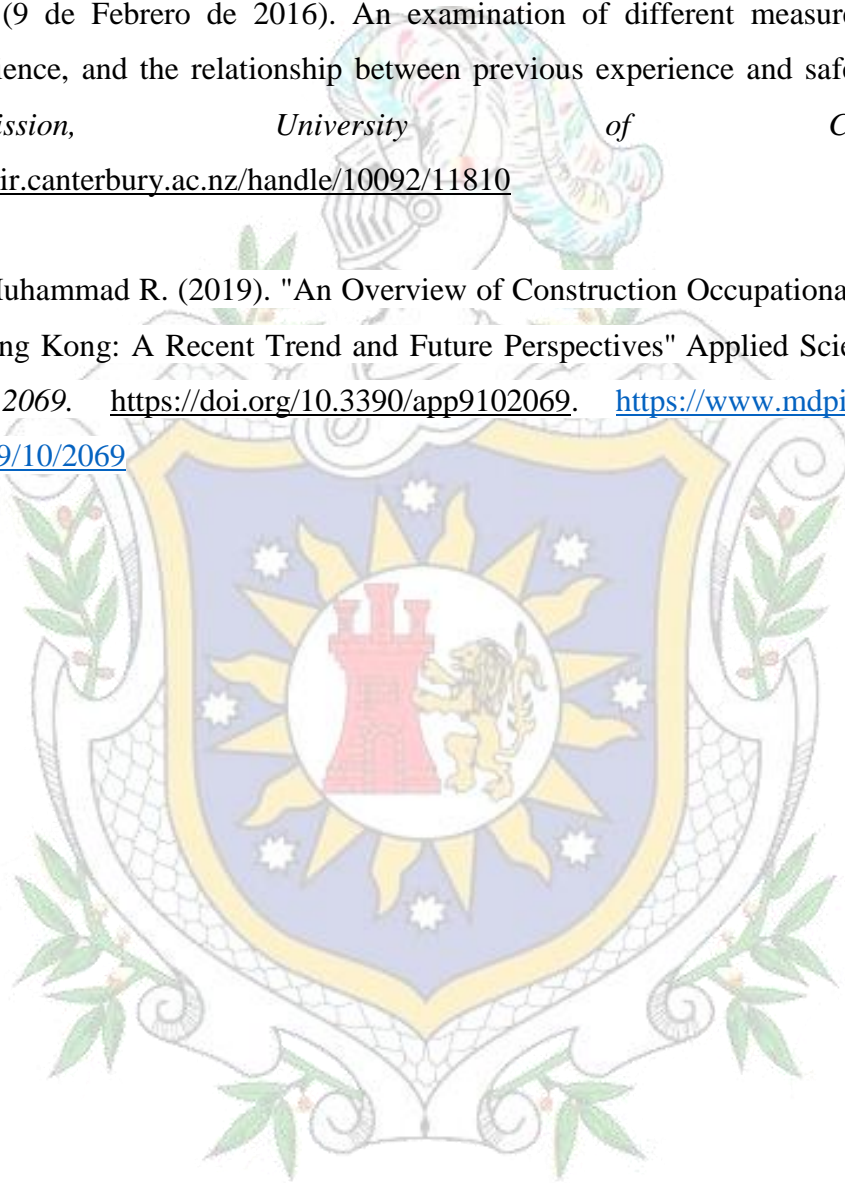 (9 de Febrero de 2016). An examination of different measure
ience, and the relationship between previous experience and safe
ission, University of C
ir.canterbury.ac.nz/handle/10092/11810
Muhammad R. (2019). "An Overview of Construction Occupationa
ng Kong: A Recent Trend and Future Perspectives" Applied Scie
2069. https://doi.org/10.3390/app9102069. https://www.mdpi
9/10/2069